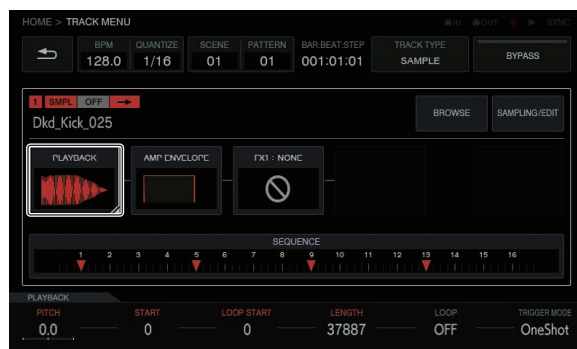 HOME > TRACK MENU IN OUT SYNC
BPM QUANTIZE SCENE PATTERN BAR:BEAT:STEP TRACK TYPE
128.0 1/16 01 01 001:01:01 SAMPLE BYPASS
1 SMPL OFF
Dkd_Kick_025 BROWSE SAMPLING/EDIT
PLAYBACK AMP ENVELOPE FX1 : NONE
SEQUENCE
1 2 3 4 5 6 7 8 9 10 11 12 13 14 15 16
PLAYBACK
PITCH START LOOP START LENGTH LOOP TRIGGER MODE
0.0 0 0 37887 OFF OneShot